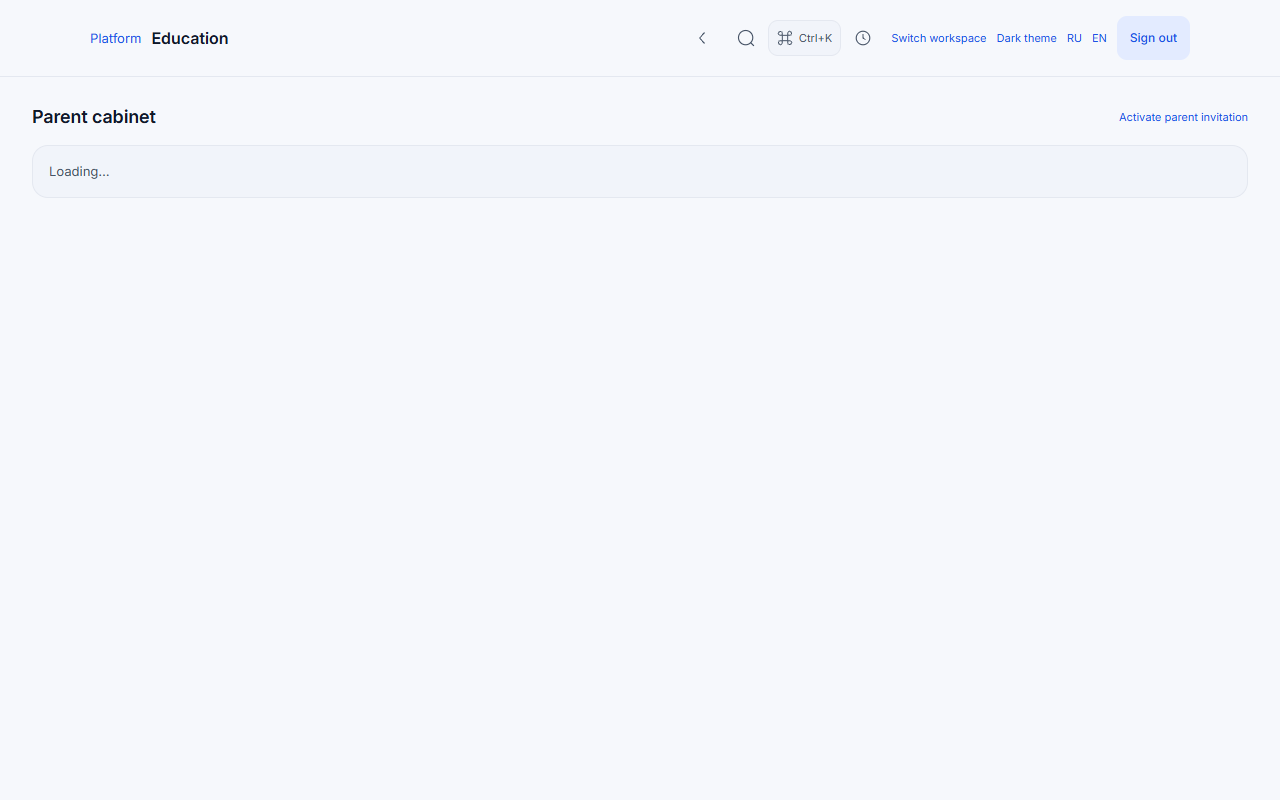 Platform Education Ctrl+K Switch workspace Dark theme RU EN Sign out
Parent cabinet Activate parent invitation
Loading...